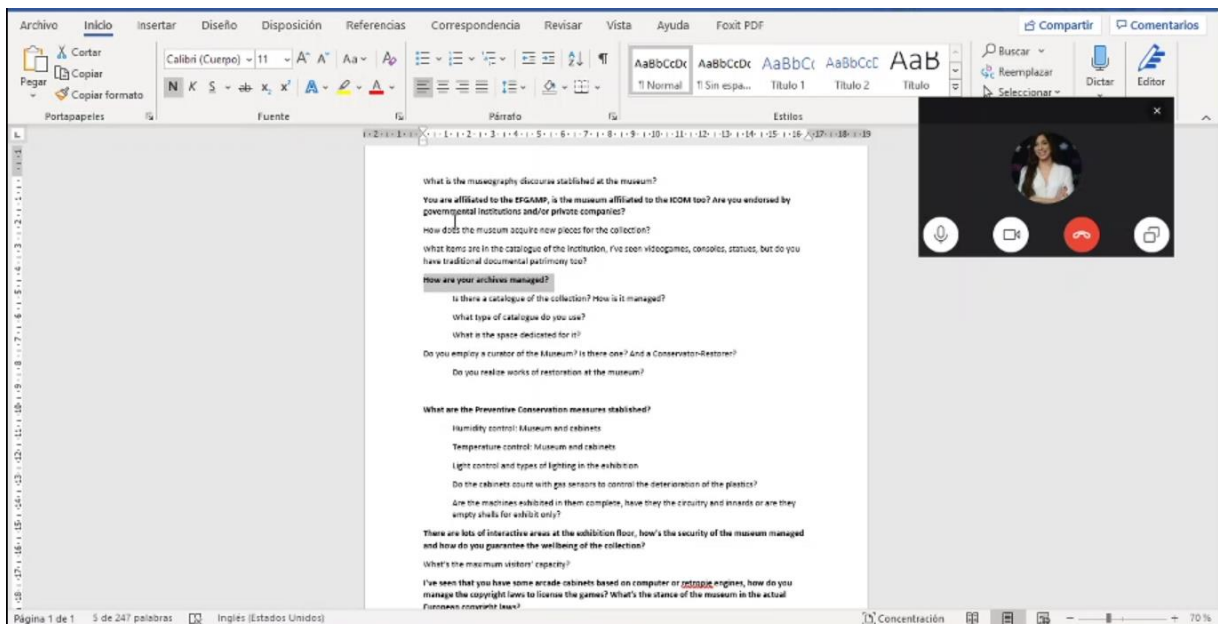 Archivo Inicio Insertar Diseño Disposición Referencias Correspondencia Revisar Vista Ayuda Foxit PDF Compartir Comentarios
Pegar
Cortar
Copiar
Copiar formato
Calibri (Cuerpo) 11
N K S ab x₂ x² A A
AaBbCcDc AaBbCcDc AaBbCc AaBbCcC AaB
¶ Normal ¶ Sin espa... Título 1 Título 2 Título
Buscar
Reemplazar
Seleccionar
Dictar
Editor
Portapapeles Fuente Párrafo Estilos
What is the museography discourse stablished at the museum?
You are affiliated to the EFGAMP, is the museum affiliated to the ICOM too? Are you endorsed by
governmental institutions and/or private companies?
How does the museum acquire new pieces for the collection?
What items are in the catalogue of the institution, I've seen videogames, consoles, statues, but do you
have traditional documental patrimony too?
How are your archives managed?
Is there a catalogue of the collection? How is it managed?
What type of catalogue do you use?
What is the space dedicated for it?
Do you employ a curator of the Museum? Is there one? And a Conservator-Restorer?
Do you realize works of restoration at the museum?
What are the Preventive Conservation measures stablished?
Humidity control: Museum and cabinets
Temperature control: Museum and cabinets
Light control and types of lighting in the exhibition
Do the cabinets count with gas sensors to control the deterioration of the plastics?
Are the machines exhibited in them complete, have they the circuitry and innards or are they
empty shells for exhibit only?
There are lots of interactive areas at the exhibition floor, how's the security of the museum managed
and how do you guarantee the wellbeing of the collection?
What's the maximum visitors' capacity?
I've seen that you have some arcade cabinets based on computer or retropie engines, how do you
manage the copyright laws to license the games? What's the stance of the museum in the actual
European copyright laws?
Página 1 de 1 5 de 247 palabras Inglés (Estados Unidos) Concentración 70 %